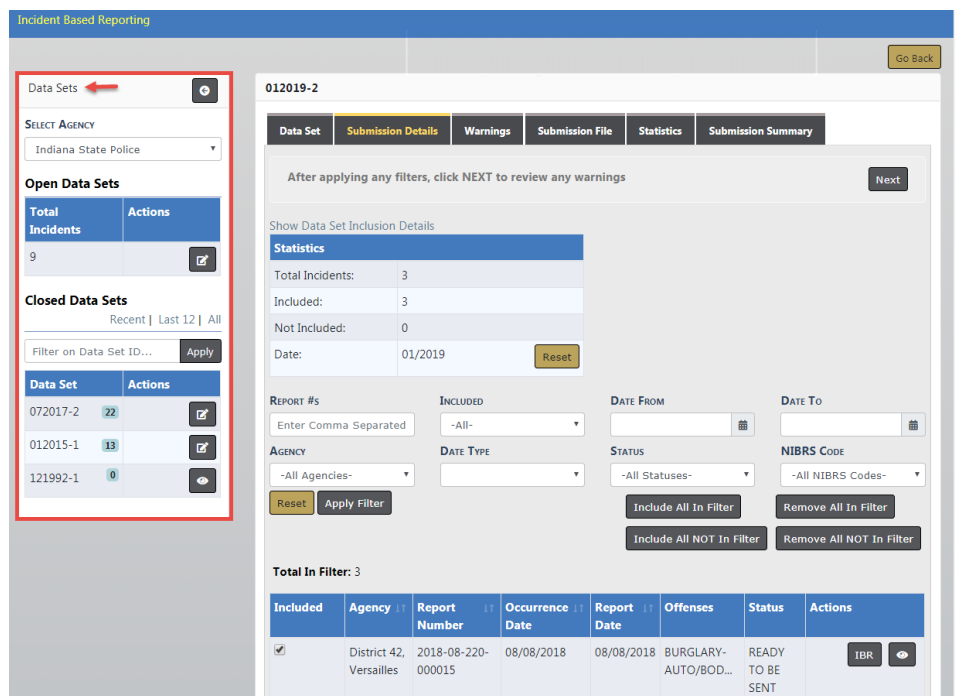 Incident Based Reporting
Go Back
Data Sets
SELECT AGENCY
Indiana State Police
Open Data Sets
Total Incidents
Actions
9
Closed Data Sets
Recent | Last 12 | All
Filter on Data Set ID...
Apply
Data Set
Actions
072017-2 22
012015-1 13
121992-1 0
012019-2
Data Set
Submission Details
Warnings
Submission File
Statistics
Submission Summary
After applying any filters, click NEXT to review any warnings
Next
Show Data Set Inclusion Details
Statistics
Total Incidents: 3
Included: 3
Not Included: 0
Date: 01/2019
Reset
REPORT #S
INCLUDED
DATE FROM
DATE TO
Enter Comma Separated
-All-
AGENCY
DATE TYPE
STATUS
NIBRS CODE
-All Agencies-
-All Statuses-
-All NIBRS Codes-
Reset
Apply Filter
Include All In Filter
Remove All In Filter
Include All NOT In Filter
Remove All NOT In Filter
Total In Filter: 3
Included
Agency
Report Number
Occurrence Date
Report Date
Offenses
Status
Actions
District 42, Versailles
2018-08-220-000015
08/08/2018
08/08/2018
BURGLARY-AUTO/BOD...
READY TO BE SENT
IBR